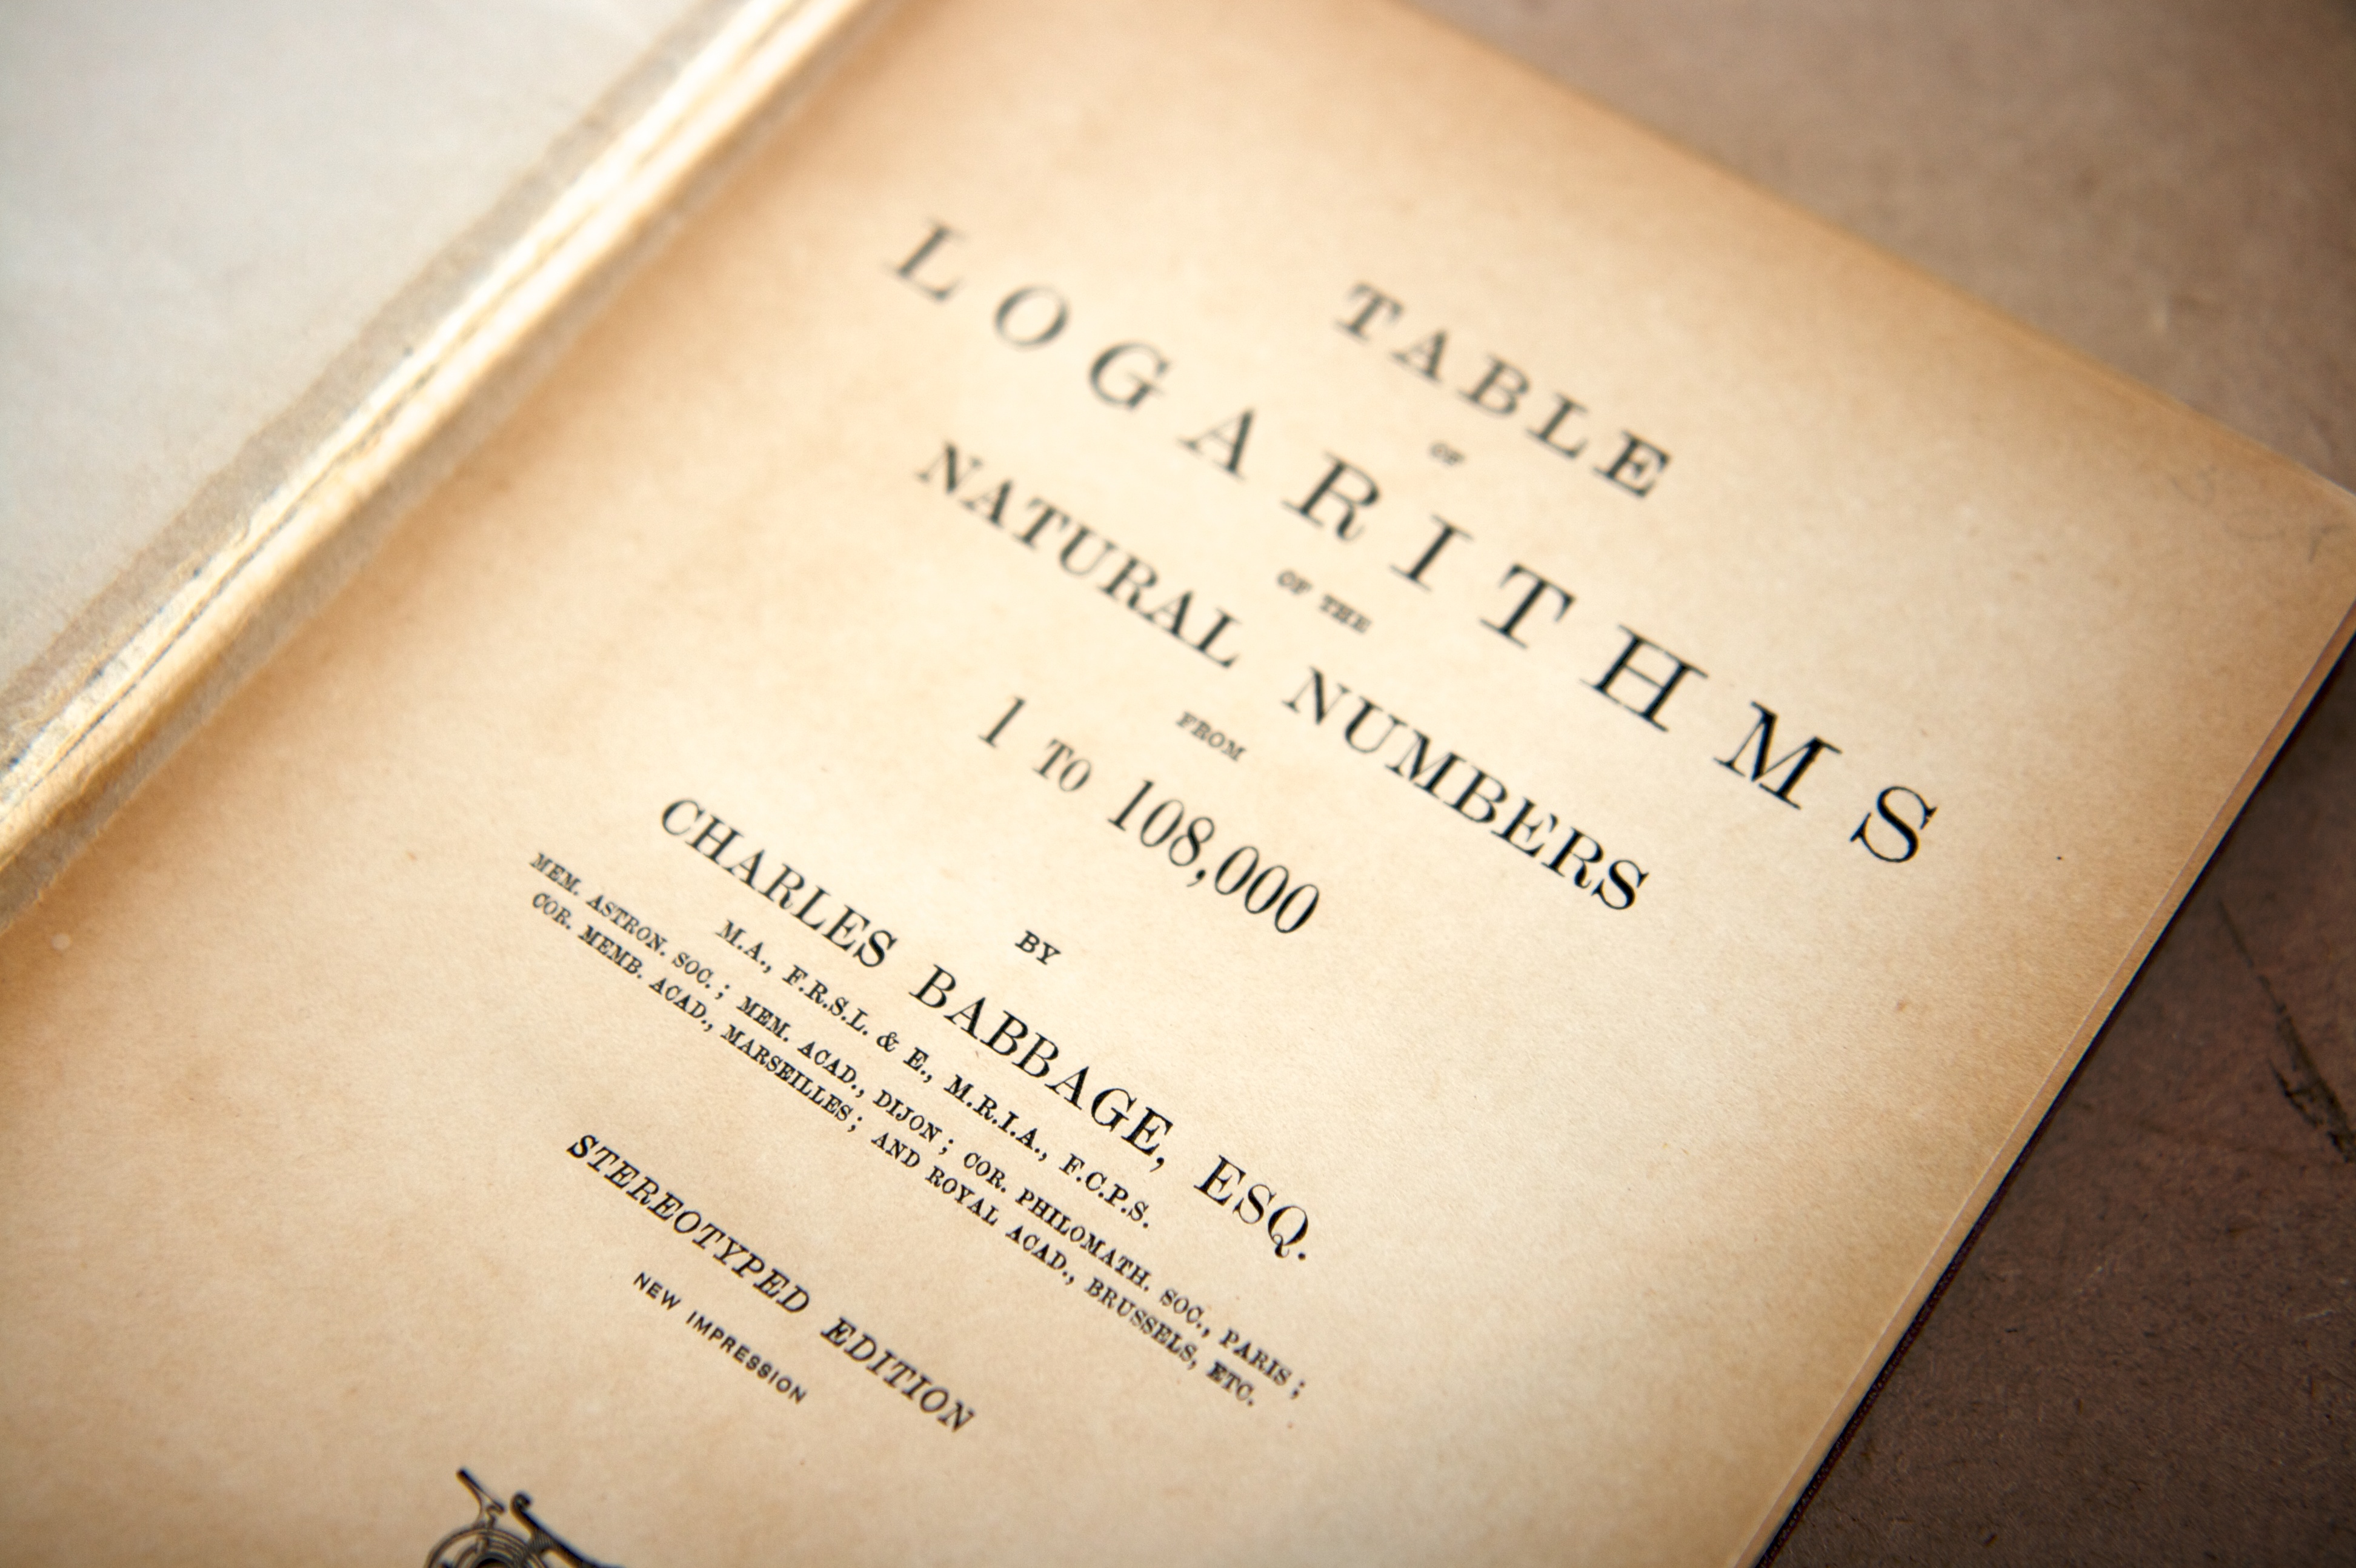 TABLE
OF
LOGARITHMS
OF THE
NATURAL NUMBERS
FROM
1 TO 108,000
BY
CHARLES BABBAGE, ESQ.
M.A., F.R.S.L. & E., M.R.I.A., F.C.P.S.
MEM. ASTRON. SOC.; MEM. ACAD., DIJON; COR. PHILOMATH. SOC., PARIS;
COR. MEMB. ACAD., MARSEILLES; AND ROYAL ACAD., BRUSSELS, ETC.
STEREOTYPED EDITION
NEW IMPRESSION